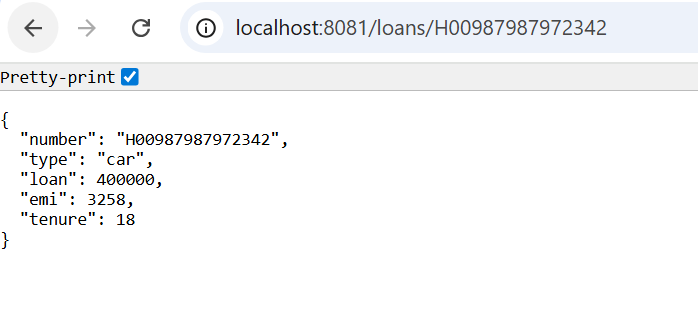 localhost:8081/loans/H00987987972342
Pretty-print
{
"number": "H00987987972342",
"type": "car",
"loan": 400000,
"emi": 3258,
"tenure": 18
}